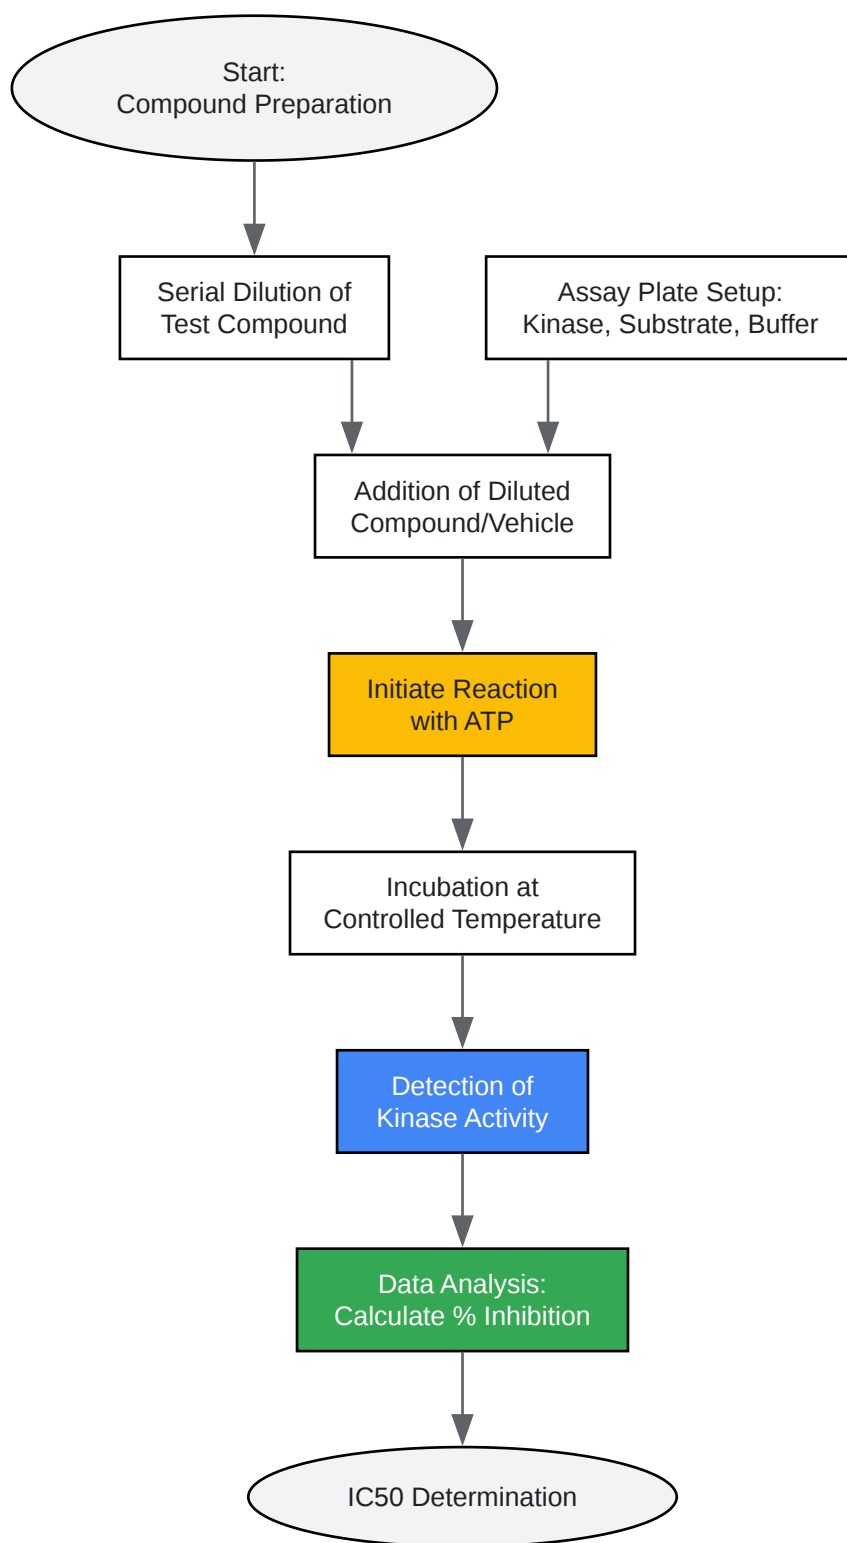 Start:
Compound Preparation
Serial Dilution of
Test Compound
Assay Plate Setup:
Kinase, Substrate, Buffer
Addition of Diluted
Compound/Vehicle
Initiate Reaction
with ATP
Incubation at
Controlled Temperature
Detection of
Kinase Activity
Data Analysis:
Calculate % Inhibition
IC50 Determination